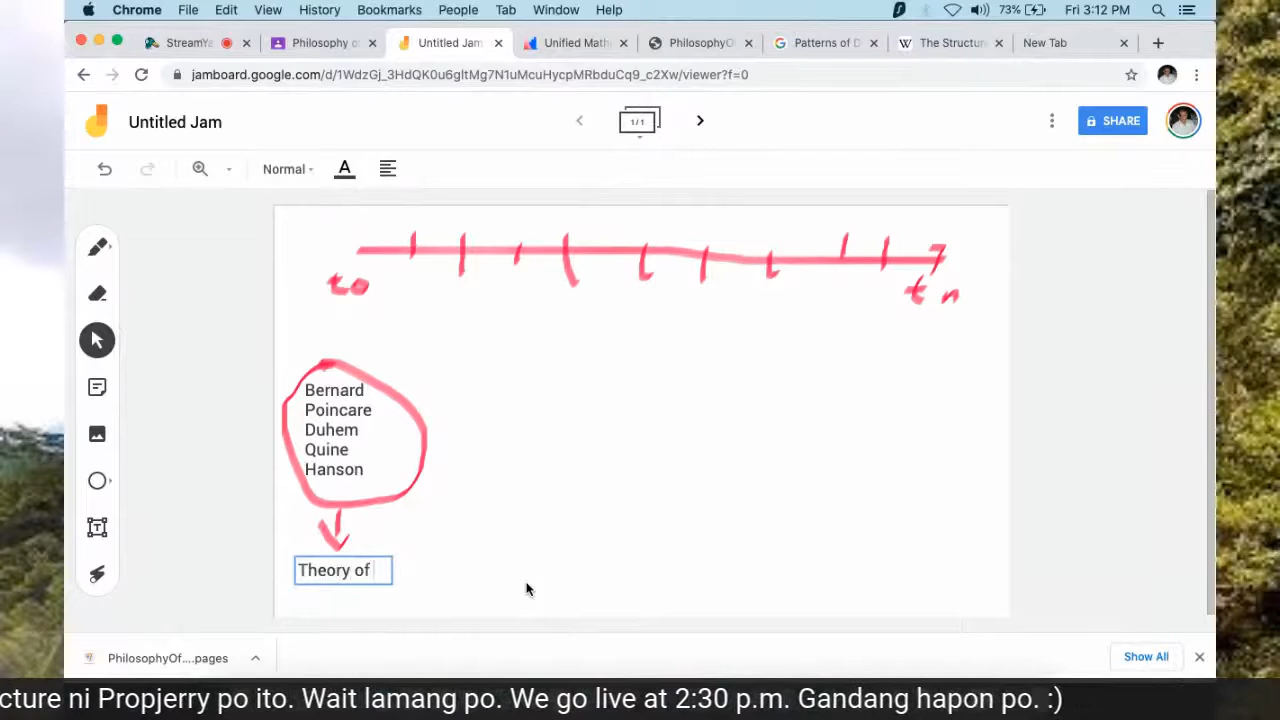 Chrome File Edit View History Bookmarks People Tab Window Help 73% Fri 3:12 PM
StreamYa Philosophy of Untitled Jam Unified Math PhilosophyO Patterns of D The Structur New Tab
jamboard.google.com/d/1WdzGj_3HdQK0u6gltMg7N1uMcuHycpMRbduCq9_c2Xw/viewer?f=0
Untitled Jam 1/1 SHARE
Normal A
to tn
Bernard
Poincare
Duhem
Quine
Hanson
Theory of
PhilosophyOf....pages Show All
cture ni Propjerry po ito. Wait lamang po. We go live at 2:30 p.m. Gandang hapon po. :)